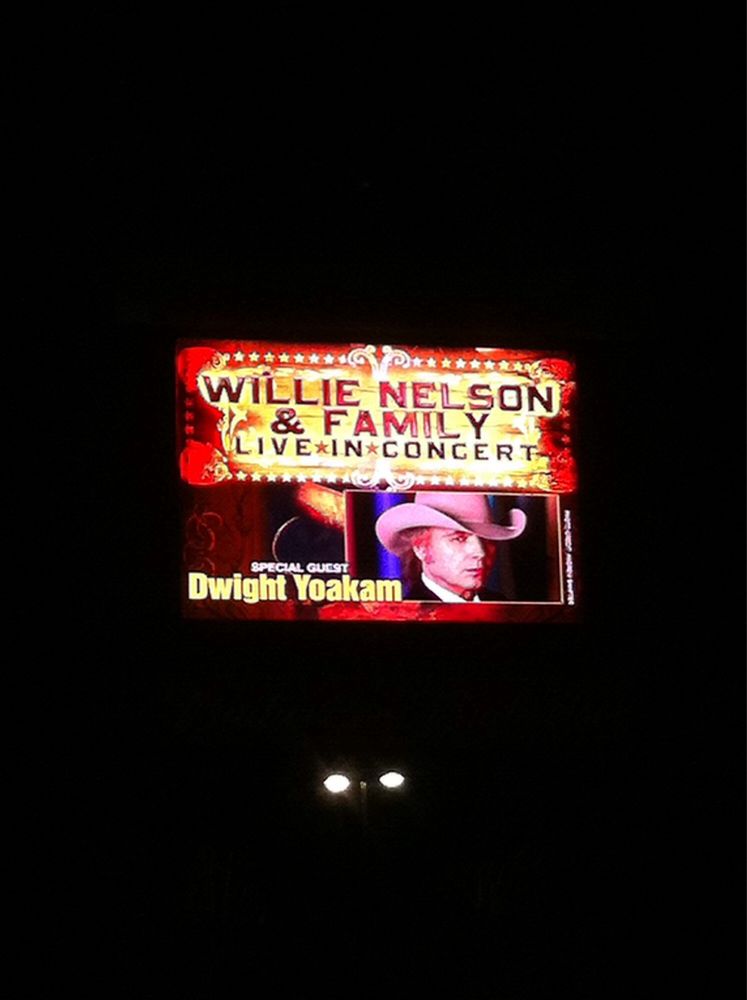 WILLIE NELSON
& FAMILY
LIVE★IN★CONCERT
SPECIAL GUEST
Dwight Yoakam